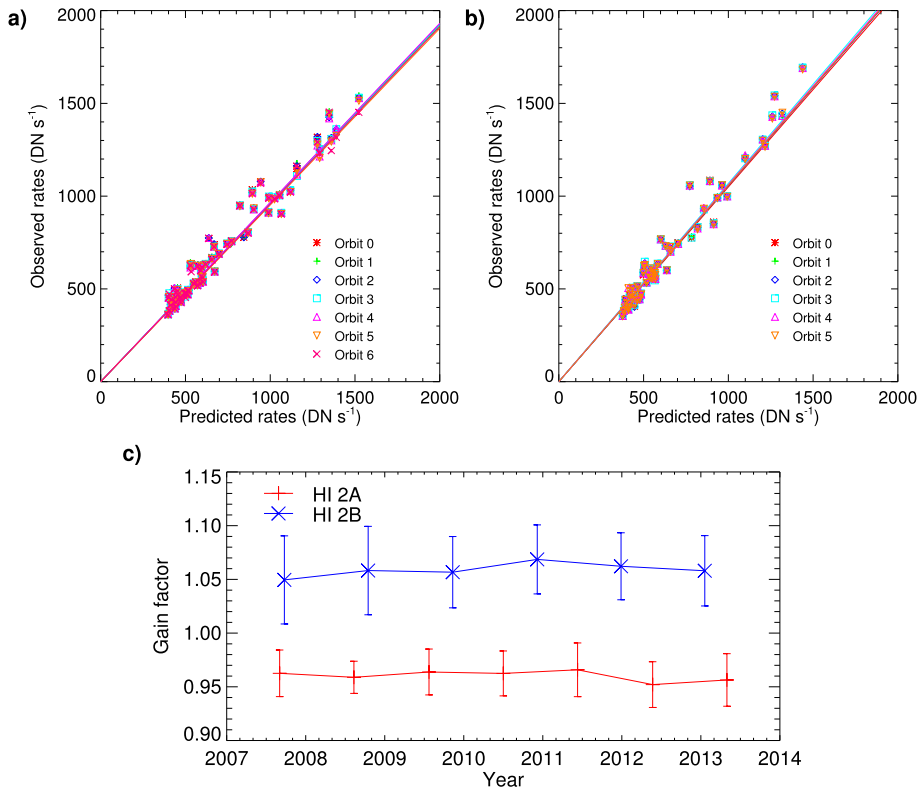 a)
2000
1500
1000
500
0
Observed rates (DN s⁻¹)
Orbit 0
Orbit 1
Orbit 2
Orbit 3
Orbit 4
Orbit 5
Orbit 6
0 500 1000 1500 2000
Predicted rates (DN s⁻¹)
b)
2000
1500
1000
500
0
Observed rates (DN s⁻¹)
Orbit 0
Orbit 1
Orbit 2
Orbit 3
Orbit 4
Orbit 5
0 500 1000 1500 2000
Predicted rates (DN s⁻¹)
c)
1.15
1.10
1.05
1.00
0.95
0.90
Gain factor
HI 2A
HI 2B
2007 2008 2009 2010 2011 2012 2013 2014
Year